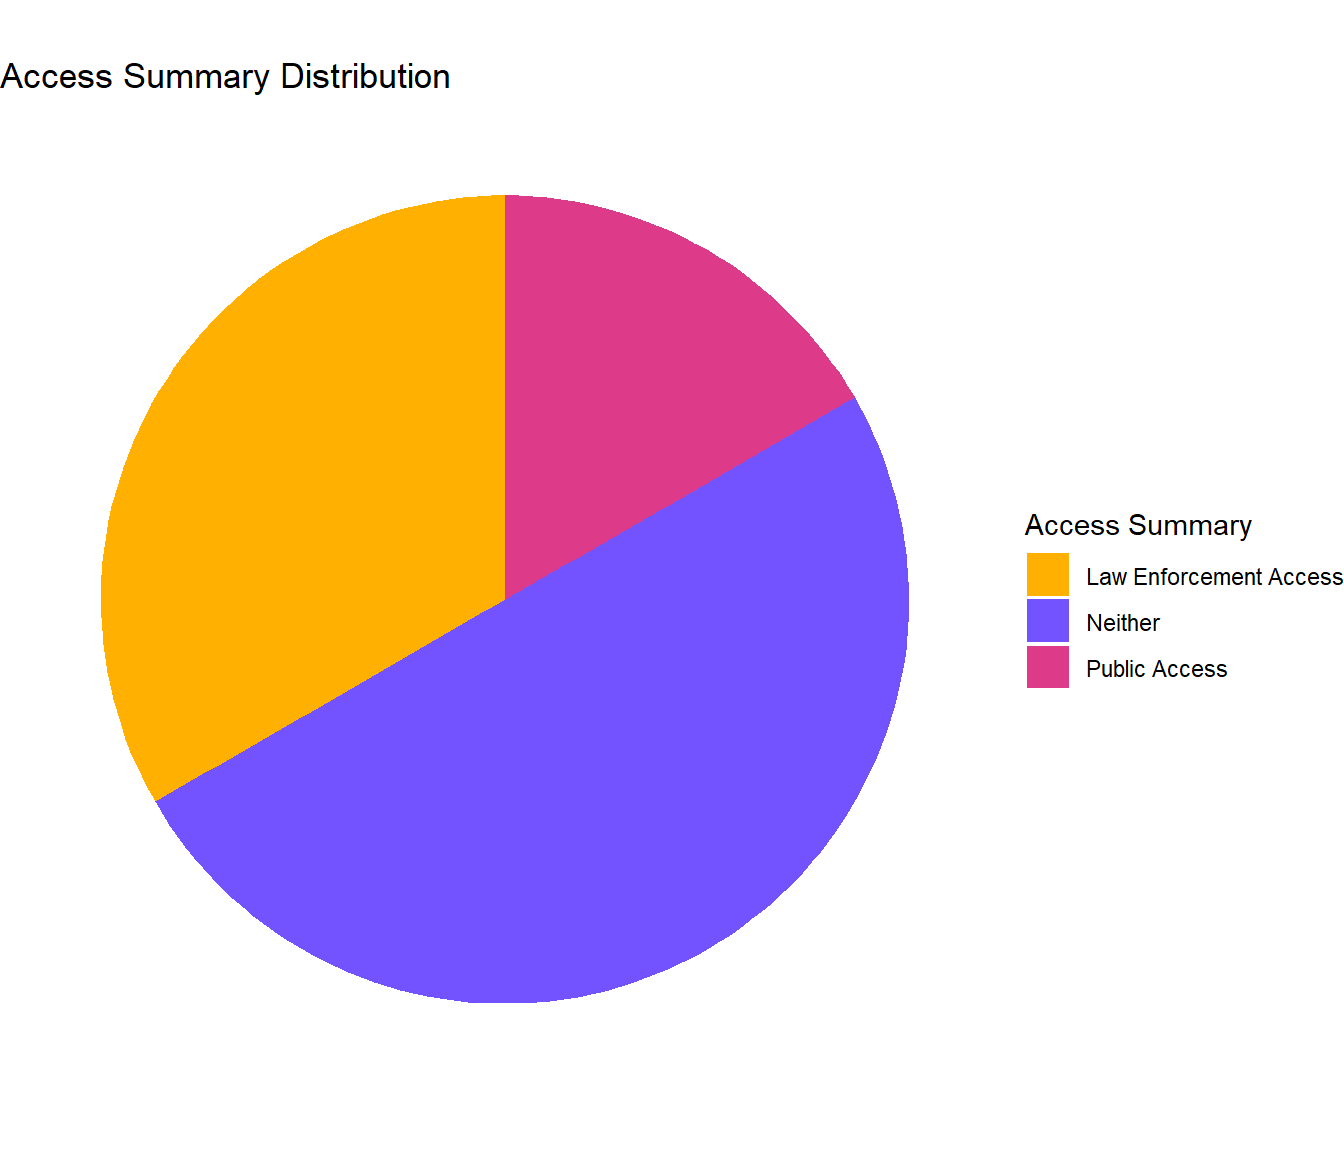 Access Summary Distribution
Access Summary
Law Enforcement Access
Neither
Public Access